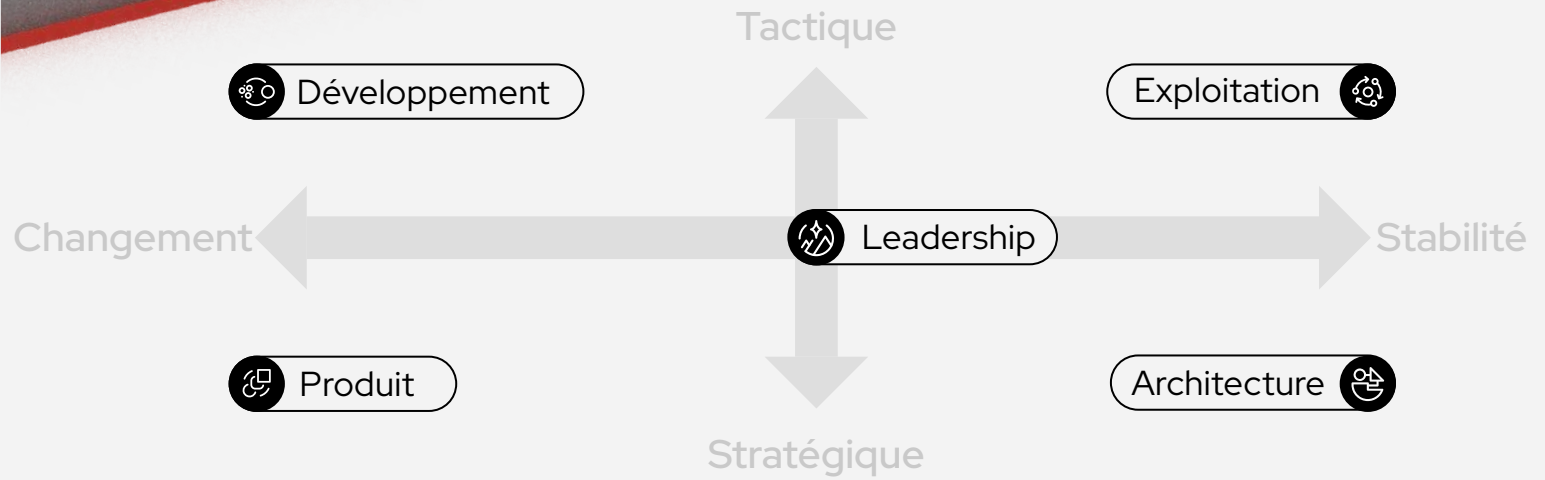 Tactique
Développement
Exploitation
Changement
Leadership
Stabilité
Produit
Architecture
Stratégique